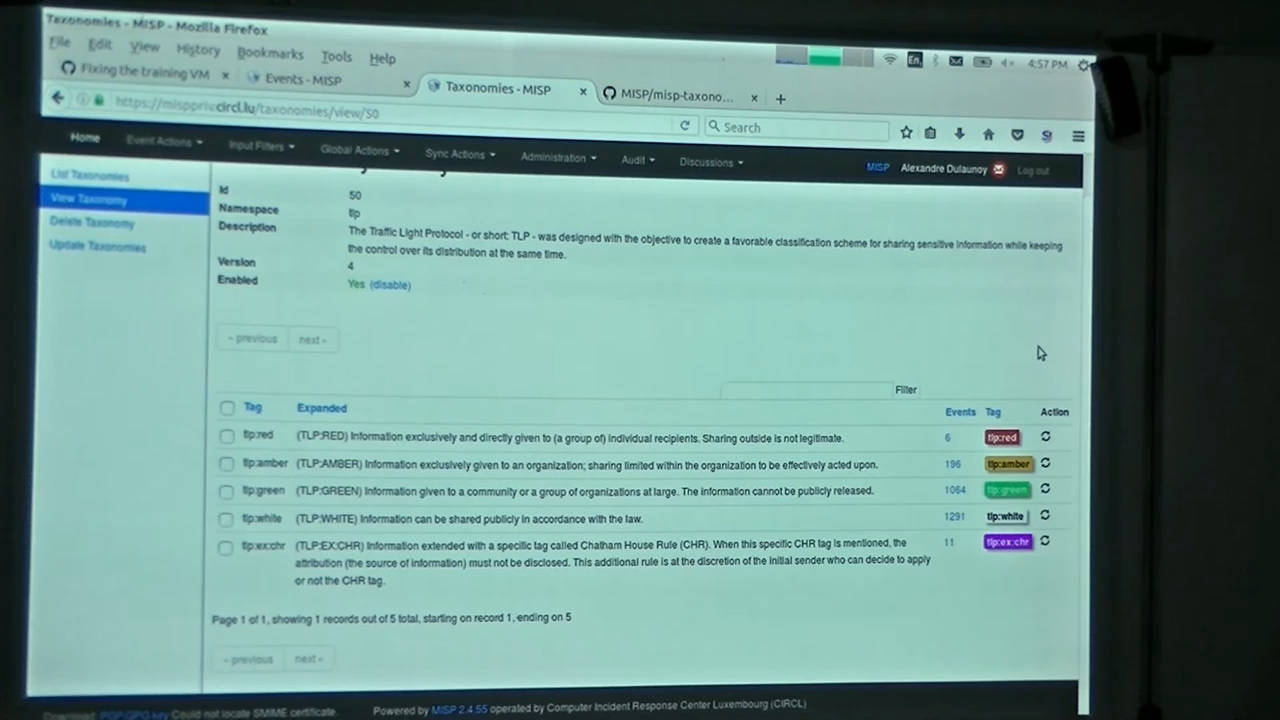 Taxonomies - MISP - Mozilla Firefox
File Edit View History Bookmarks Tools Help
En 4:57 PM
Fixing the training VM × Events - MISP × Taxonomies - MISP × MISP/misp-taxono... × +
https://misppriv.circl.lu/taxonomies/view/50 Search
Home Event Actions Input Filters Global Actions Sync Actions Administration Audit Discussions MISP Alexandre Dulaunoy Log out
List Taxonomies
View Taxonomy
Delete Taxonomy
Update Taxonomies
Id 50
Namespace tlp
Description The Traffic Light Protocol - or short: TLP - was designed with the objective to create a favorable classification scheme for sharing sensitive information while keeping
the control over its distribution at the same time.
Version 4
Enabled Yes (disable)
« previous next »
Filter
Tag Expanded Events Tag Action
tlp:red (TLP:RED) Information exclusively and directly given to (a group of) individual recipients. Sharing outside is not legitimate. 6 tlp:red
tlp:amber (TLP:AMBER) Information exclusively given to an organization; sharing limited within the organization to be effectively acted upon. 196 tlp:amber
tlp:green (TLP:GREEN) Information given to a community or a group of organizations at large. The information cannot be publicly released. 1064 tlp:green
tlp:white (TLP:WHITE) Information can be shared publicly in accordance with the law. 1291 tlp:white
tlp:ex:chr (TLP:EX:CHR) Information extended with a specific tag called Chatham House Rule (CHR). When this specific CHR tag is mentioned, the 11 tlp:ex:chr
attribution (the source of information) must not be disclosed. This additional rule is at the discretion of the initial sender who can decide to apply
or not the CHR tag.
Page 1 of 1, showing 1 records out of 5 total, starting on record 1, ending on 5
« previous next »
Download: PGP/GPG key Could not locate SMIME certificate. Powered by MISP 2.4.55 operated by Computer Incident Response Center Luxembourg (CIRCL)